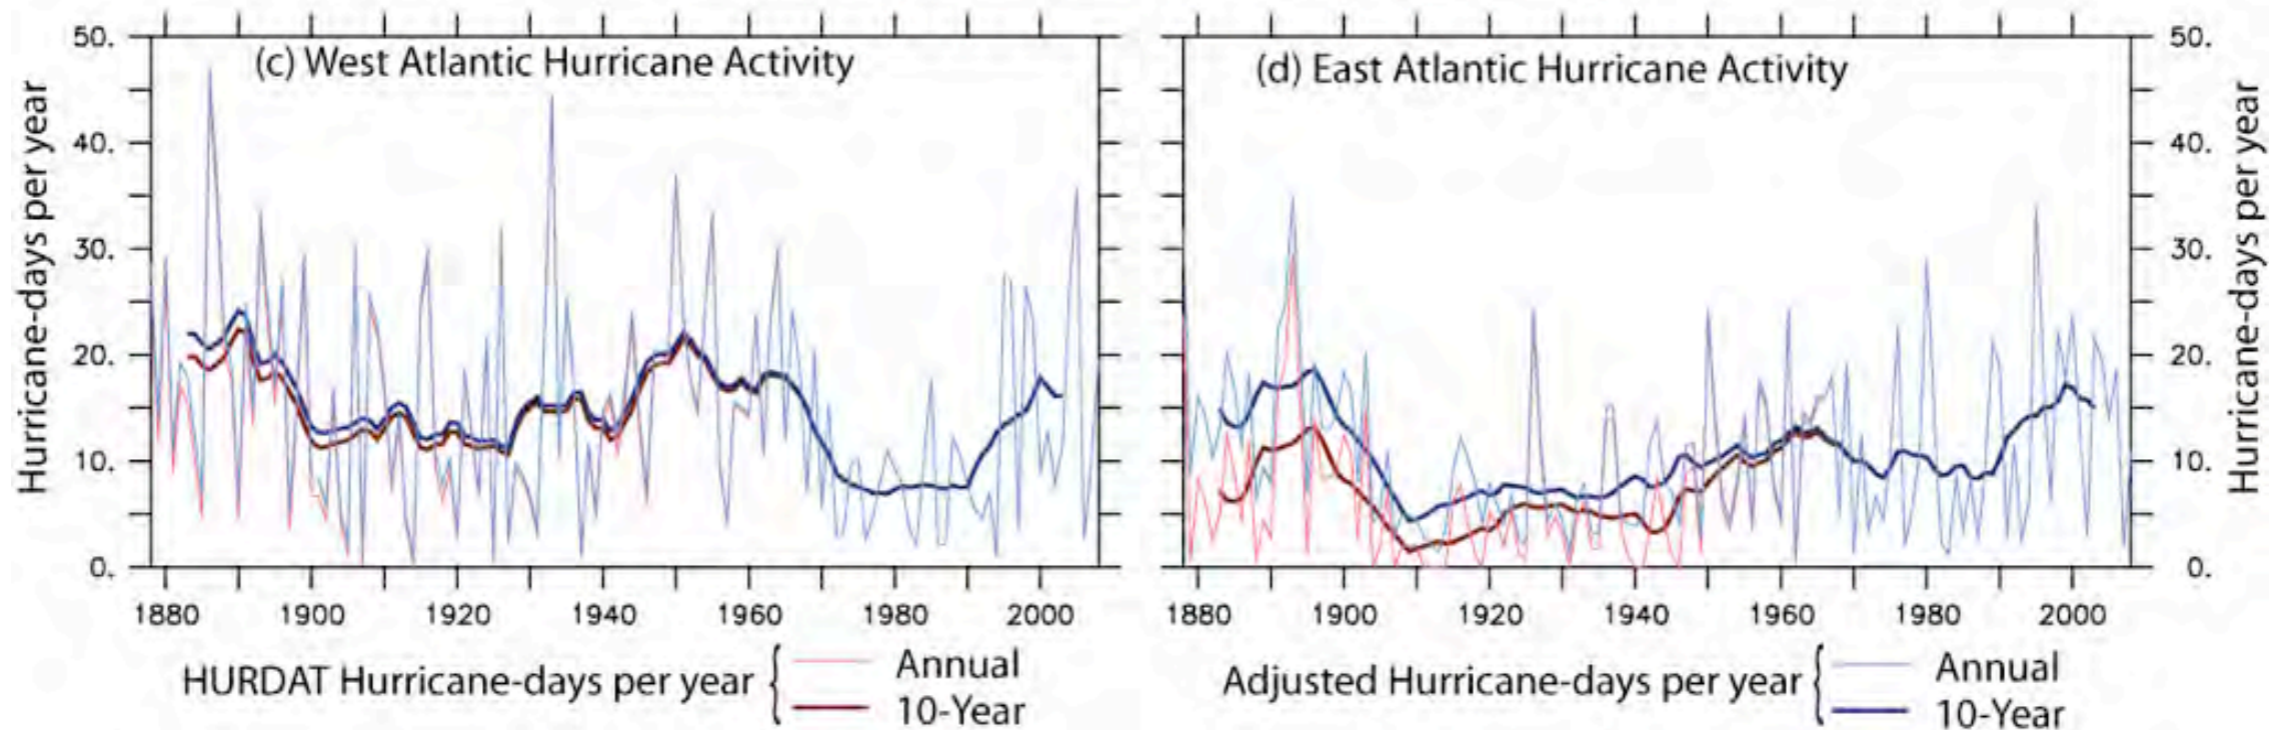 (c) West Atlantic Hurricane Activity
(d) East Atlantic Hurricane Activity
Hurricane-days per year
50.
40.
30.
20.
10.
0.
50.
40.
30.
20.
10.
0.
Hurricane-days per year
1880 1900 1920 1940 1960 1980 2000
1880 1900 1920 1940 1960 1980 2000
HURDAT Hurricane-days per year { Annual
10-Year
Adjusted Hurricane-days per year { Annual
10-Year